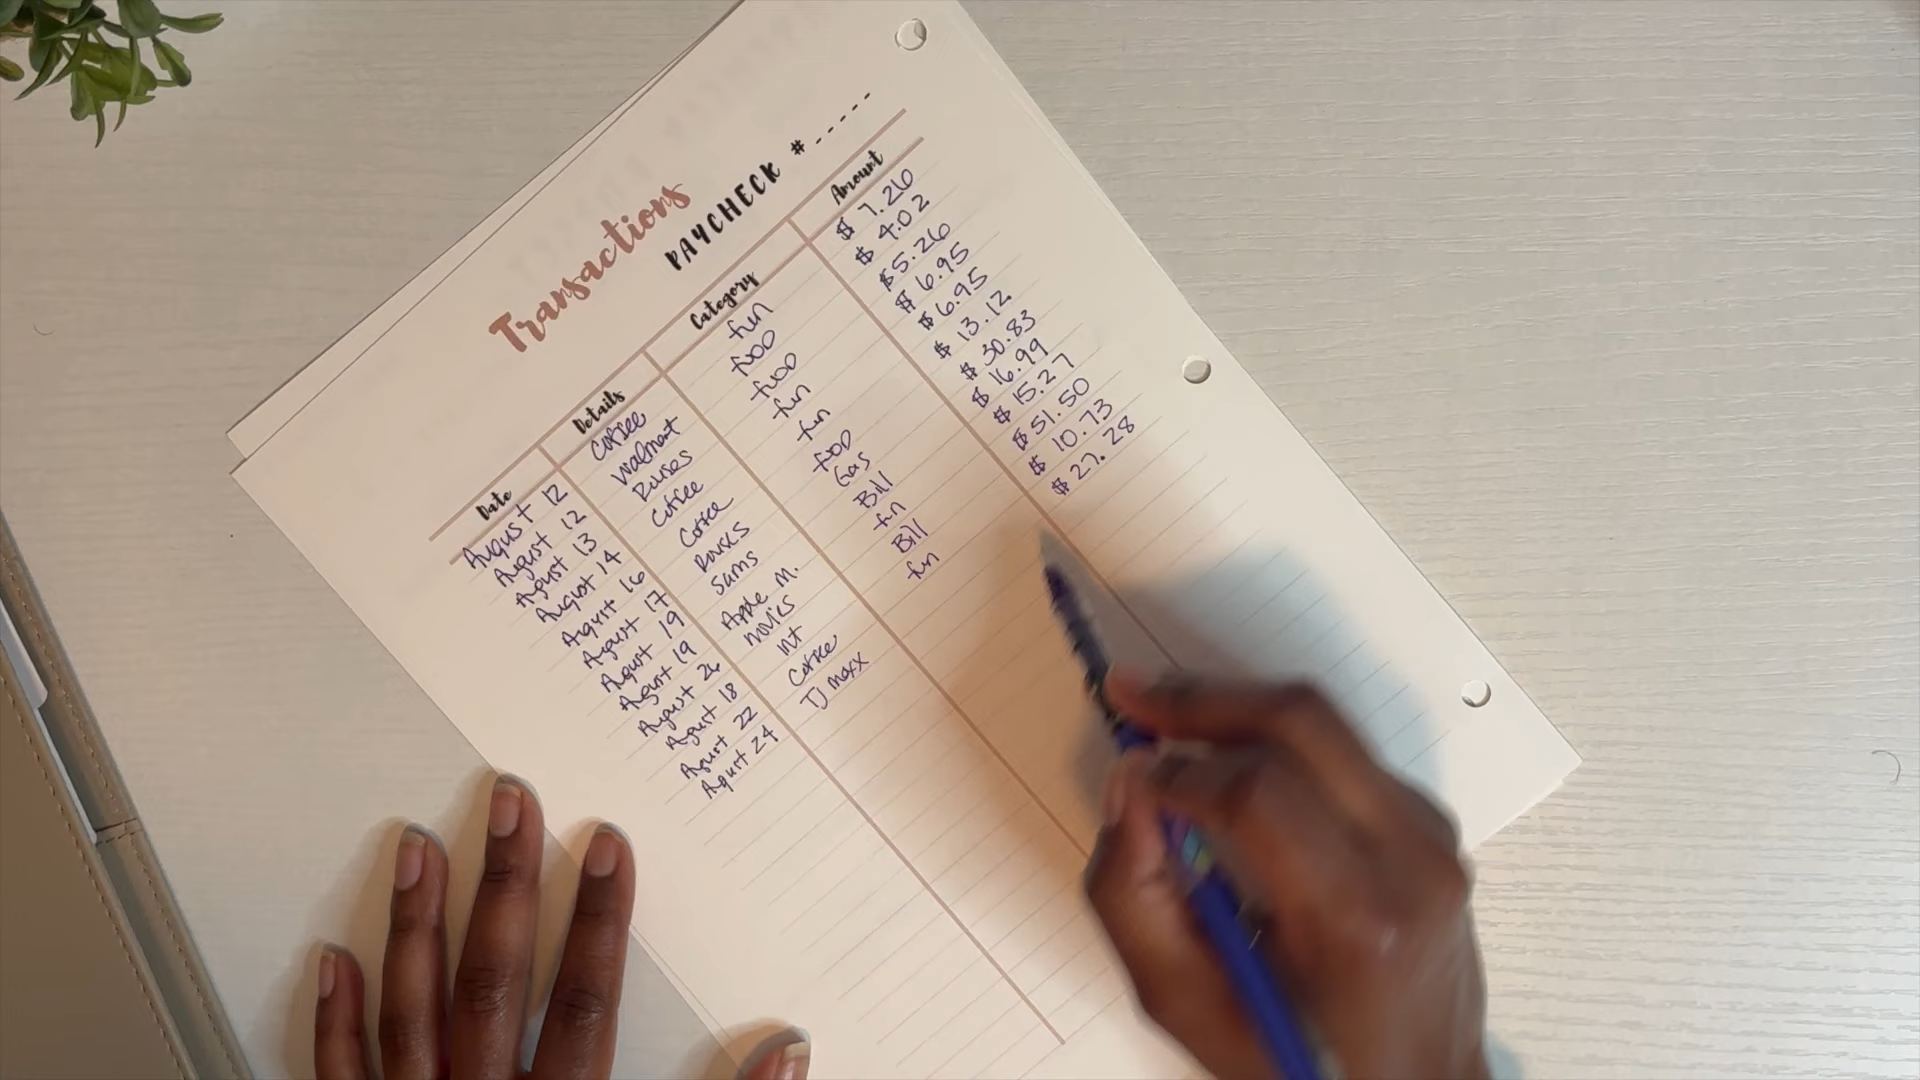 Transactions
PAYCHECK # -----
Date Details Category Amount
August 12 Coffee fun $ 7.26
August 12 Walmart food $ 4.02
August 13 Rouses food $5.26
August 14 Coffee fun $ 6.95
August 16 Coffee fun $ 6.95
August 17 Rouses food $ 13.12
August 19 Sams Gas $ 30.83
August 19 Apple M. Bill $ 16.99
August 26 movies fun $ 15.27
August 18 Int Bill $ 51.50
August 22 Coffee fun $ 10.73
August 24 TJ maxx $ 27.28